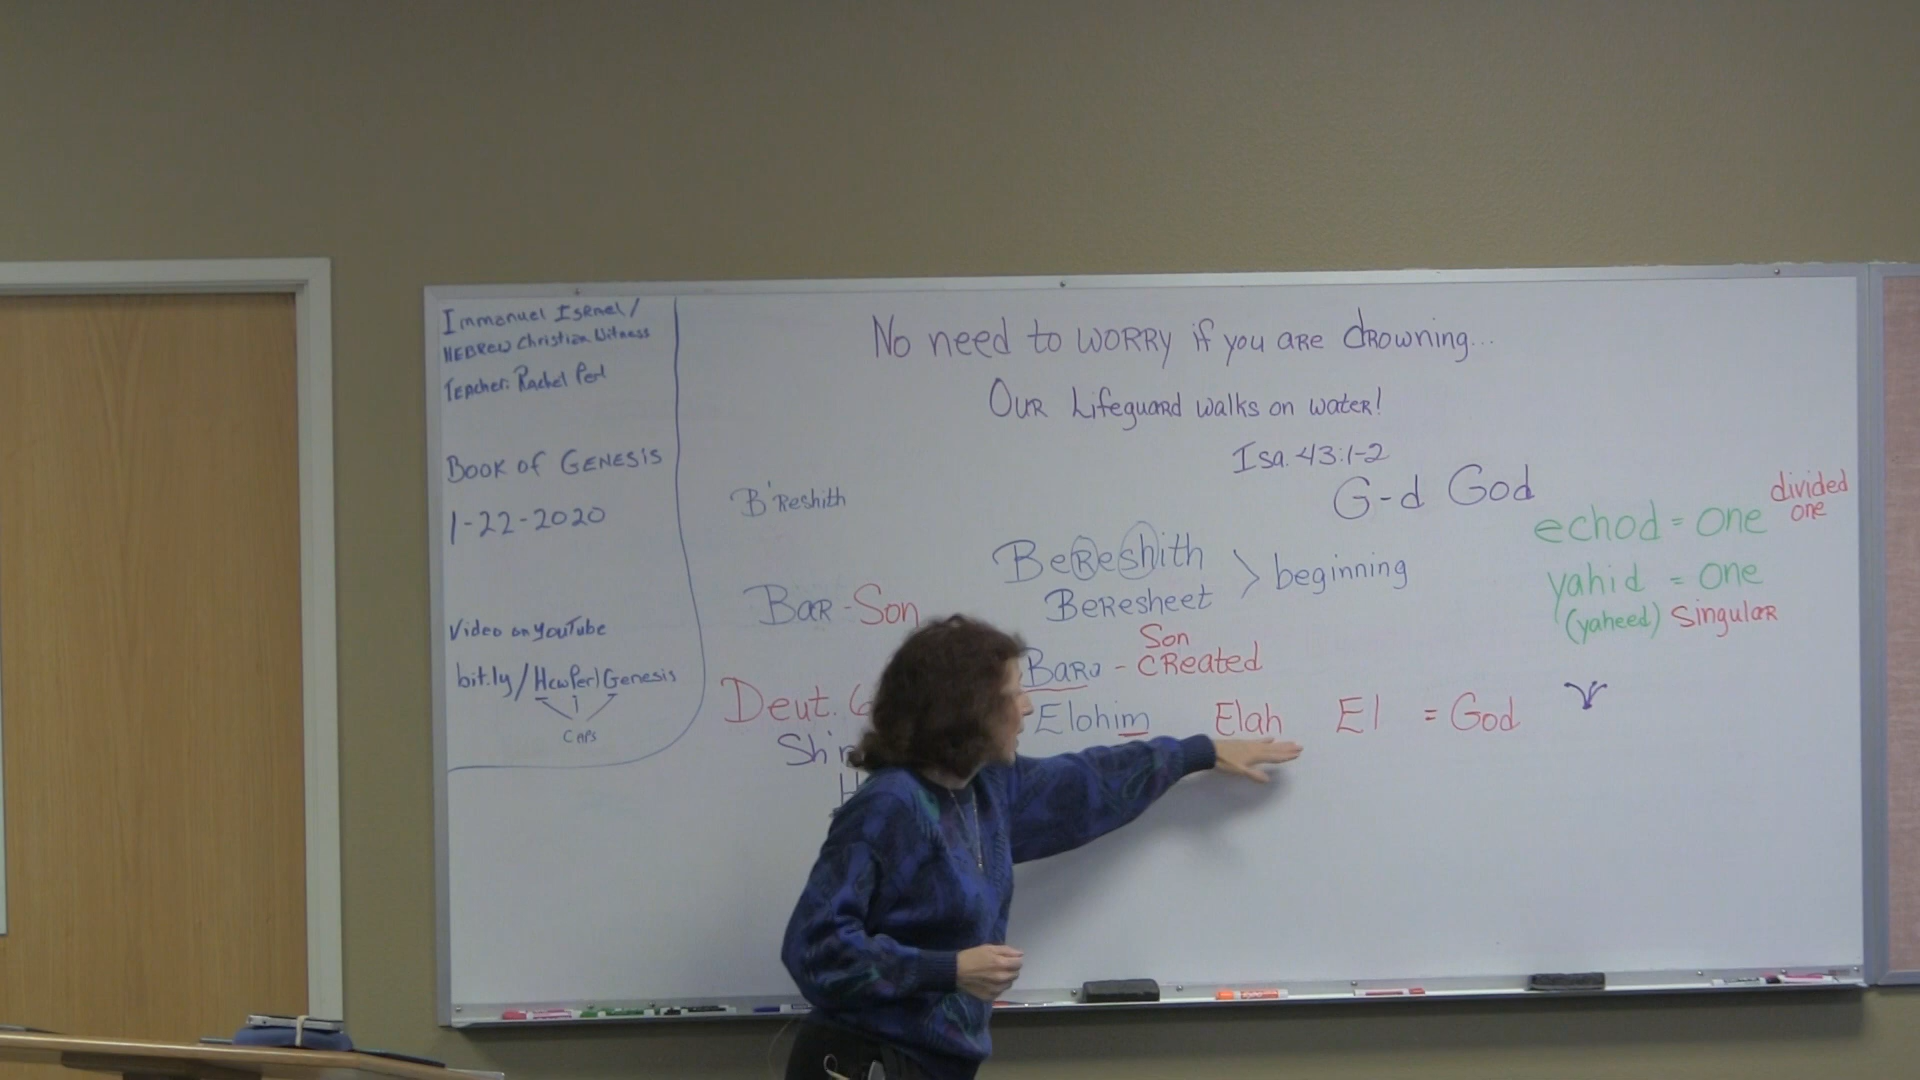 Immanuel Israel/
HEBREW Christian Witness
TEACHER: Rachel Perl
BOOK of GENESIS
1-22-2020
Video on YouTube
bit.ly/HcwPerlGenesis
CAPS
No need to WORRY if you are drowning...
OUR Lifeguard walks on water!
Isa. 43:1-2
G-d God
B'Reshith
BeReshith
BeResheet
> beginning
BAR - Son
Son
BARA - CReated
Deut. 6
Elohim Elah El = God
echod = one
divided
one
yahid = one
(yaheed) SingulaR